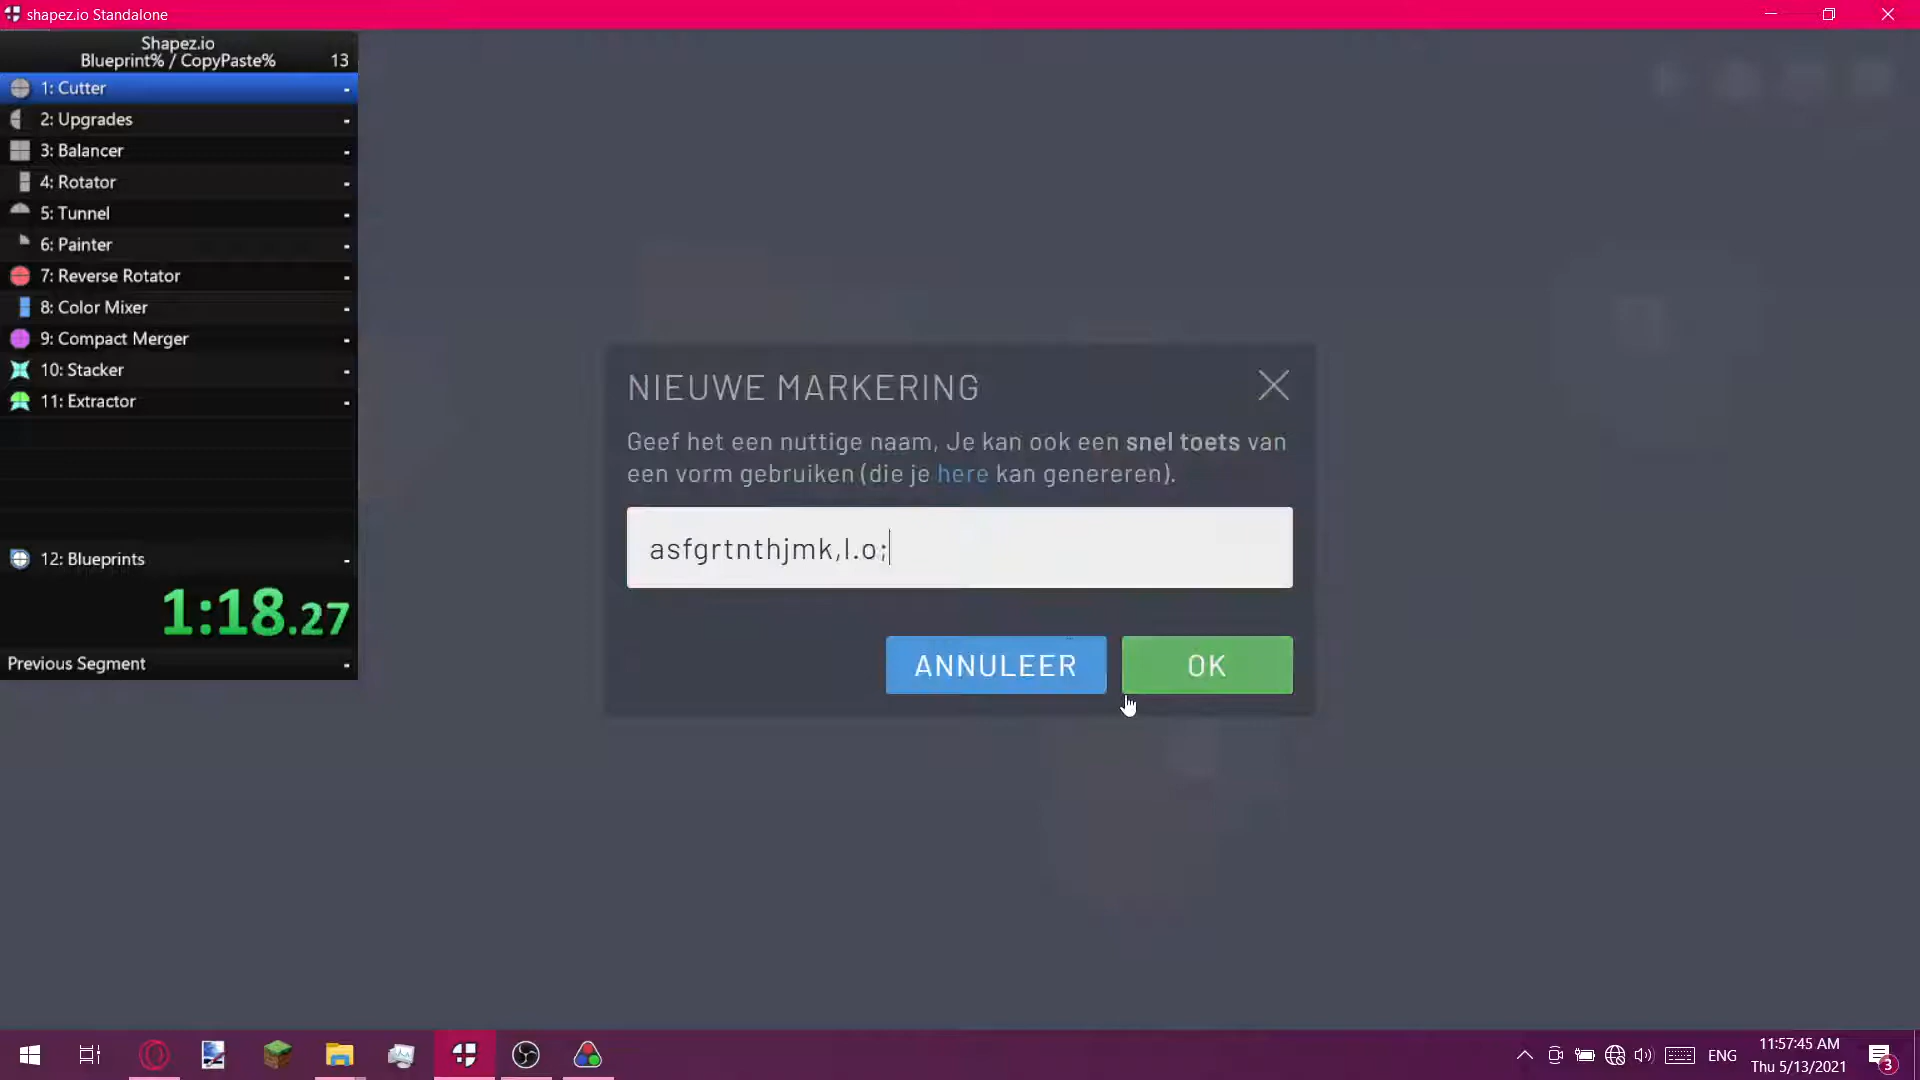 shapez.io Standalone
Shapez.io
Blueprint% / CopyPaste% 13
1: Cutter -
2: Upgrades -
3: Balancer -
4: Rotator -
5: Tunnel -
6: Painter -
7: Reverse Rotator -
8: Color Mixer -
9: Compact Merger -
10: Stacker -
11: Extractor -
12: Blueprints -
1:18.27
Previous Segment -
NIEUWE MARKERING
Geef het een nuttige naam, Je kan ook een snel toets van
een vorm gebruiken (die je here kan genereren).
asfgrtnthjmk,l.o;
ANNULEER OK
ENG
11:57:45 AM
Thu 5/13/2021
3